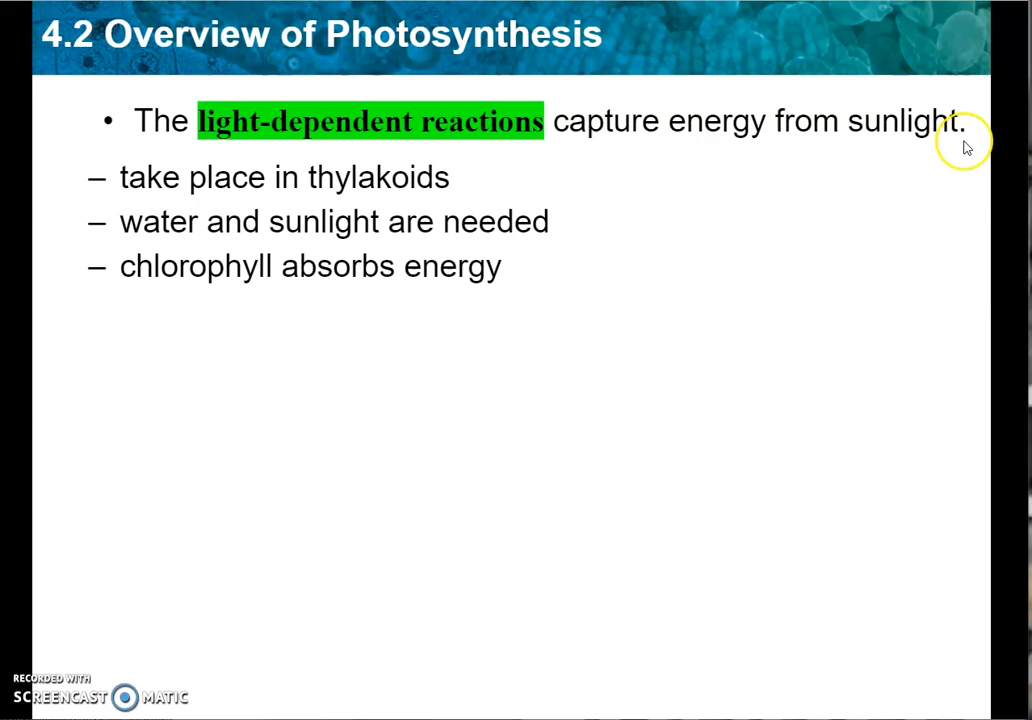 4.2 Overview of Photosynthesis
• The light-dependent reactions capture energy from sunlight.
– take place in thylakoids
– water and sunlight are needed
– chlorophyll absorbs energy
RECORDED WITH
SCREENCAST MATIC